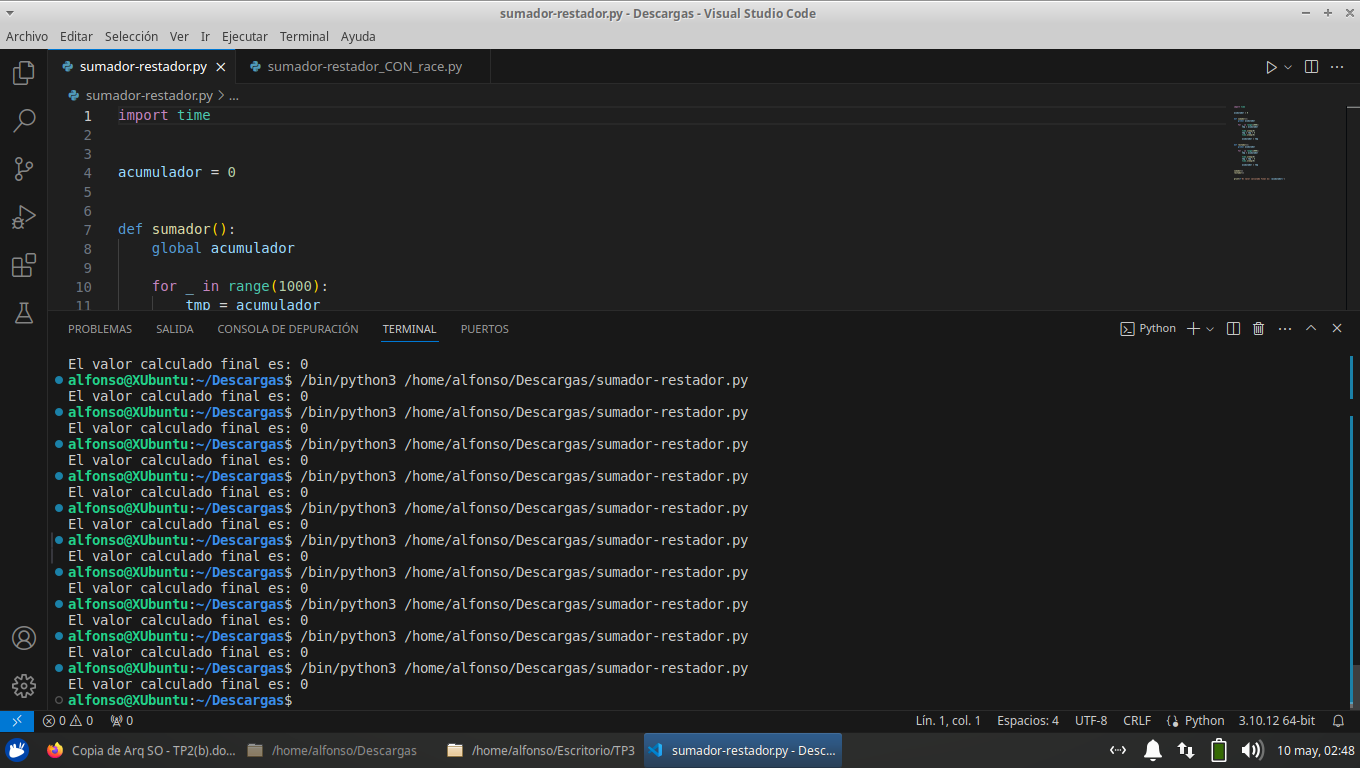 sumador-restador.py - Descargas - Visual Studio Code
Archivo Editar Selección Ver Ir Ejecutar Terminal Ayuda
sumador-restador.py sumador-restador_CON_race.py
sumador-restador.py > ...
1 import time
2
3
4 acumulador = 0
5
6
7 def sumador():
8 global acumulador
9
10 for _ in range(1000):
11 tmp = acumulador
PROBLEMAS SALIDA CONSOLA DE DEPURACIÓN TERMINAL PUERTOS Python
El valor calculado final es: 0
alfonso@XUbuntu:~/Descargas$ /bin/python3 /home/alfonso/Descargas/sumador-restador.py
El valor calculado final es: 0
alfonso@XUbuntu:~/Descargas$ /bin/python3 /home/alfonso/Descargas/sumador-restador.py
El valor calculado final es: 0
alfonso@XUbuntu:~/Descargas$ /bin/python3 /home/alfonso/Descargas/sumador-restador.py
El valor calculado final es: 0
alfonso@XUbuntu:~/Descargas$ /bin/python3 /home/alfonso/Descargas/sumador-restador.py
El valor calculado final es: 0
alfonso@XUbuntu:~/Descargas$ /bin/python3 /home/alfonso/Descargas/sumador-restador.py
El valor calculado final es: 0
alfonso@XUbuntu:~/Descargas$ /bin/python3 /home/alfonso/Descargas/sumador-restador.py
El valor calculado final es: 0
alfonso@XUbuntu:~/Descargas$ /bin/python3 /home/alfonso/Descargas/sumador-restador.py
El valor calculado final es: 0
alfonso@XUbuntu:~/Descargas$ /bin/python3 /home/alfonso/Descargas/sumador-restador.py
El valor calculado final es: 0
alfonso@XUbuntu:~/Descargas$ /bin/python3 /home/alfonso/Descargas/sumador-restador.py
El valor calculado final es: 0
alfonso@XUbuntu:~/Descargas$ /bin/python3 /home/alfonso/Descargas/sumador-restador.py
El valor calculado final es: 0
alfonso@XUbuntu:~/Descargas$
0 0 0 Lín. 1, col. 1 Espacios: 4 UTF-8 CRLF Python 3.10.12 64-bit
Copia de Arq SO - TP2(b).do... /home/alfonso/Descargas /home/alfonso/Escritorio/TP3 sumador-restador.py - Desc... 10 may, 02:48